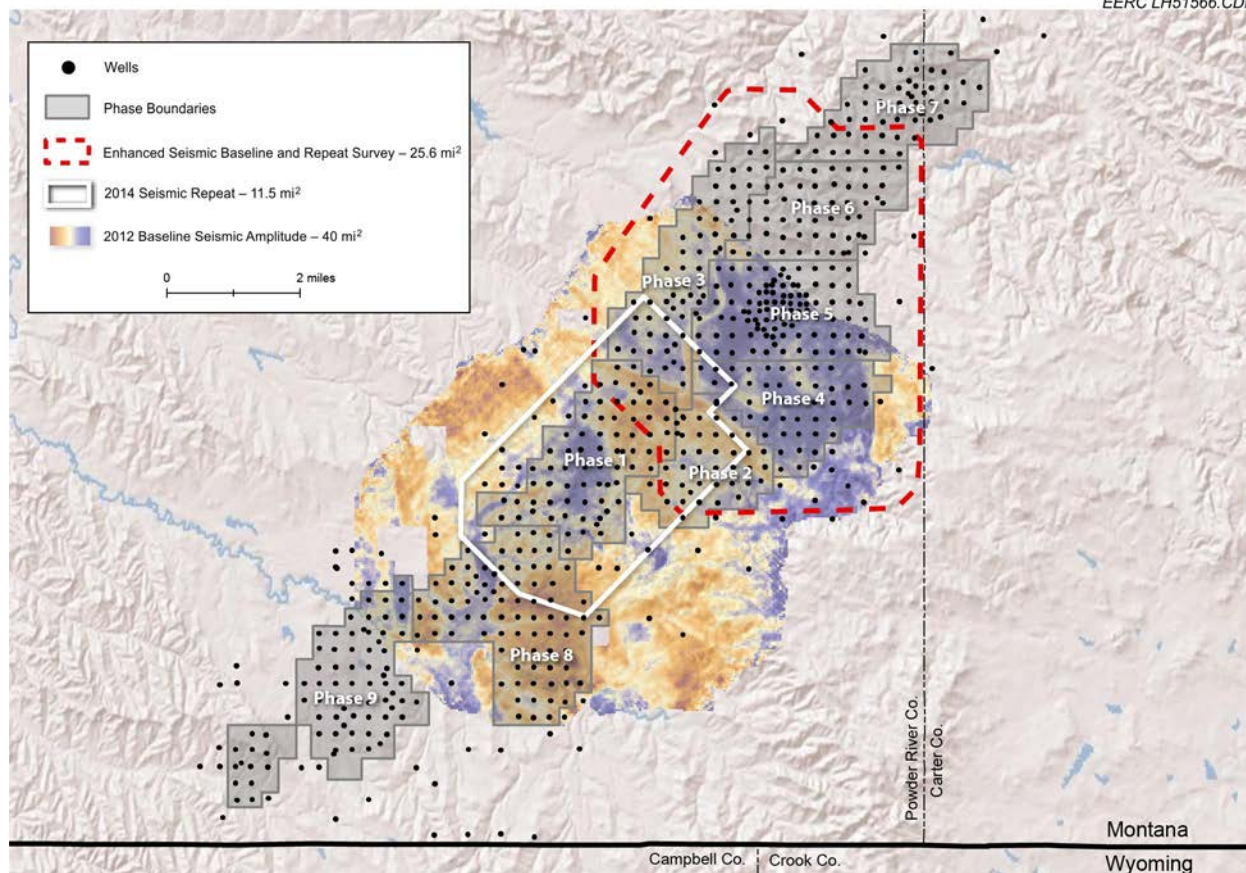 EERC LH51566.CDR
Wells
Phase Boundaries
Enhanced Seismic Baseline and Repeat Survey – 25.6 mi²
2014 Seismic Repeat – 11.5 mi²
2012 Baseline Seismic Amplitude – 40 mi²
0 2 miles
Phase 7
Phase 6
Phase 3
Phase 5
Phase 4
Phase 1
Phase 2
Phase 8
Phase 9
Powder River Co.
Carter Co.
Montana
Campbell Co. Crook Co. Wyoming